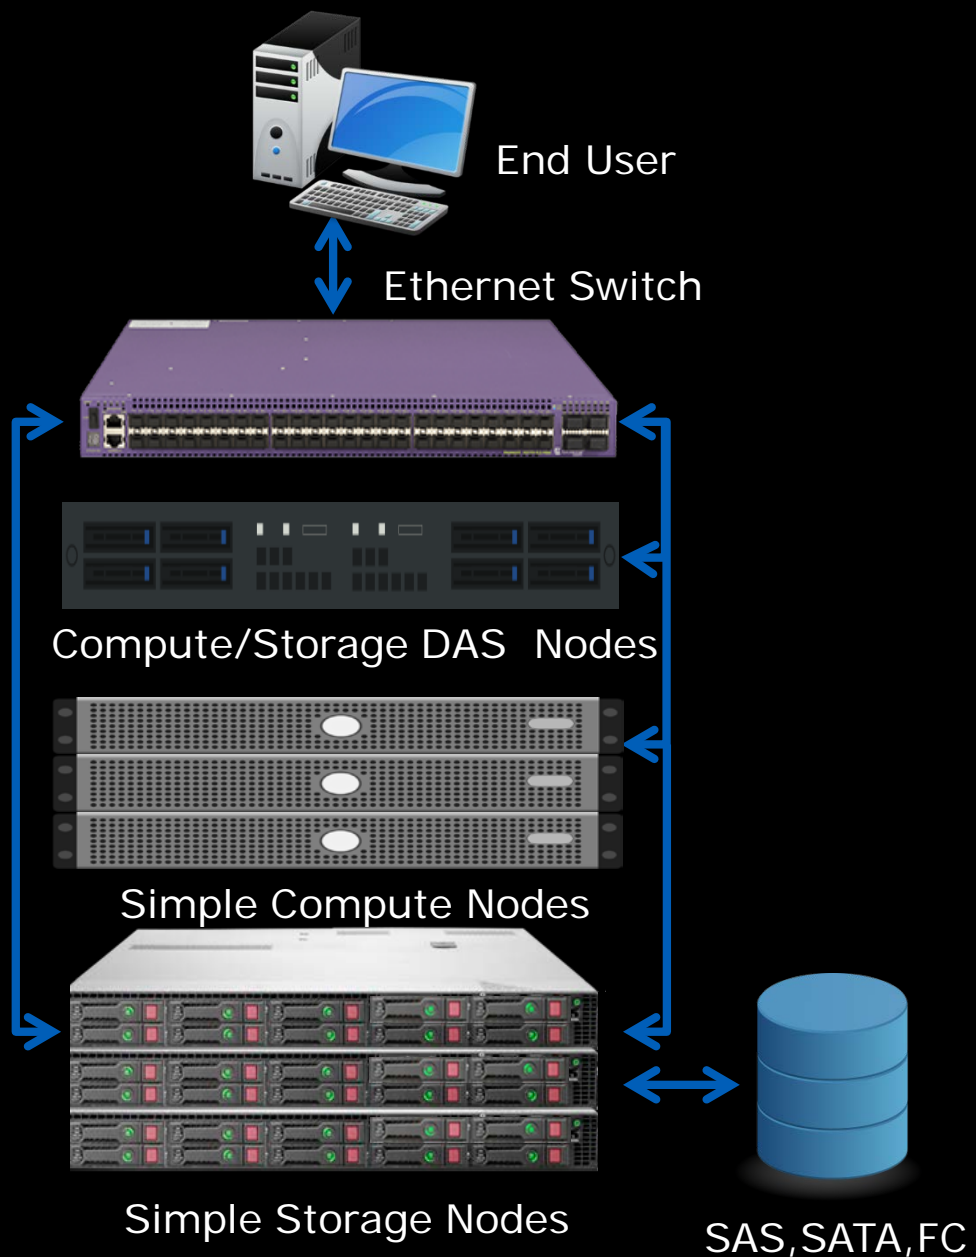 End User
Ethernet Switch
Compute/Storage DAS  Nodes
Simple Compute Nodes
Simple Storage Nodes
SAS,SATA,FC